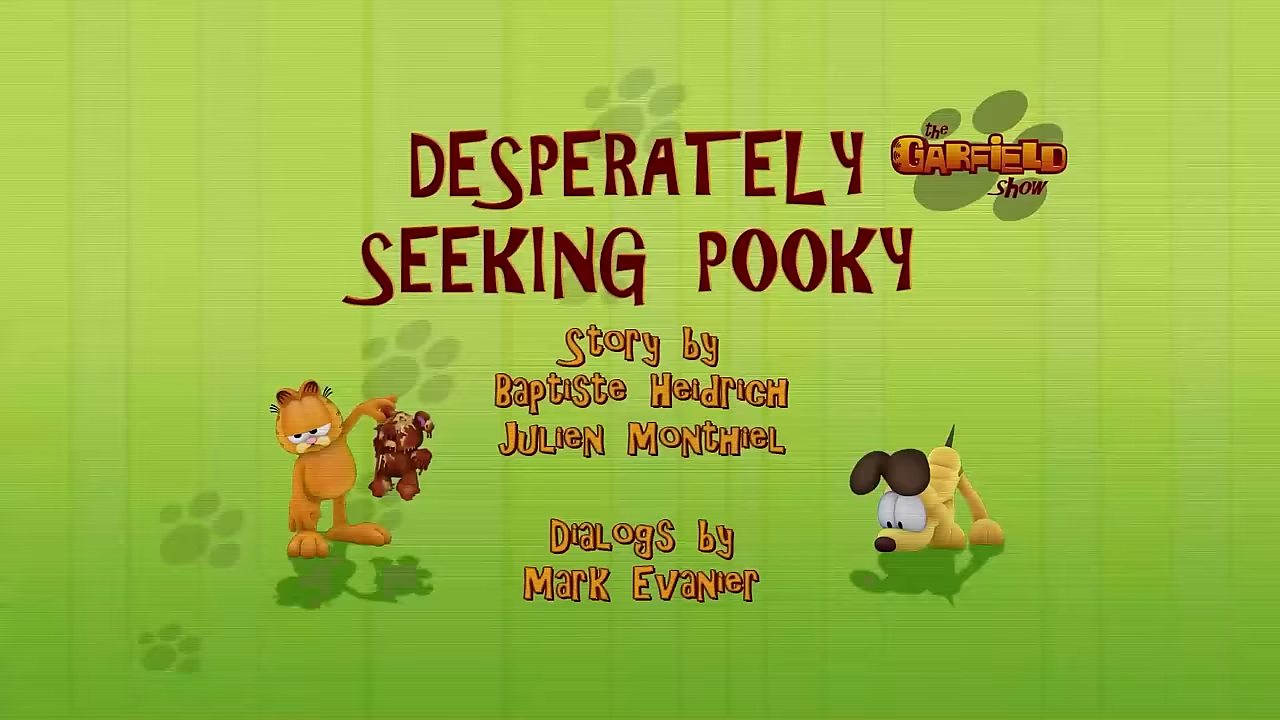 DESPERATELY
SEEKING POOKY
the
GARFIELD
show
Story by
Baptiste Heidrich
Julien Monthiel
Dialogs by
Mark Evanier